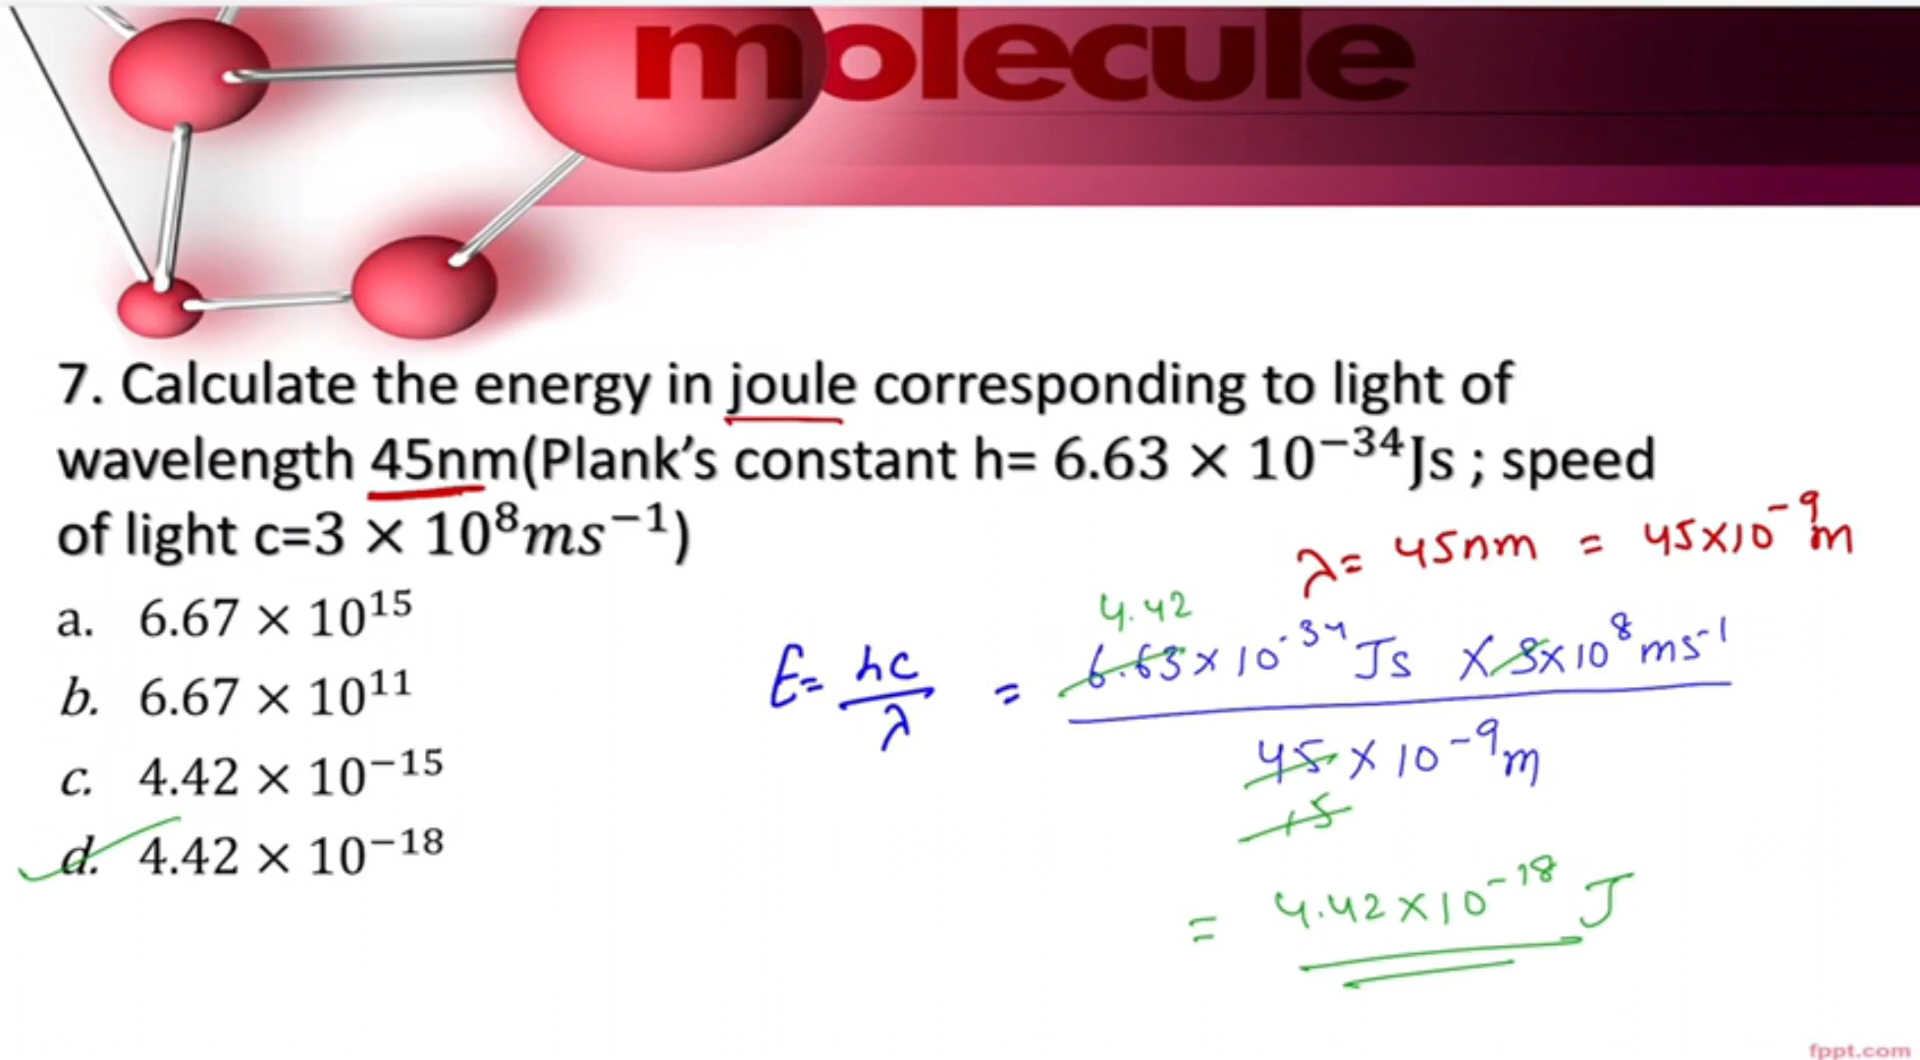 molecule
7. Calculate the energy in joule corresponding to light of
wavelength 45nm(Plank’s constant h= 6.63 × 10⁻³⁴Js ; speed
of light c=3 × 10⁸ms⁻¹)
λ = 45nm = 45×10⁻⁹m
a. 6.67 × 10¹⁵
b. 6.67 × 10¹¹
c. 4.42 × 10⁻¹⁵
d. 4.42 × 10⁻¹⁸
4.42
E= hc/λ = 6.63×10⁻³⁴ Js × 3×10⁸ ms⁻¹
45 × 10⁻⁹m
15
= 4.42×10⁻¹⁸ J
fppt.com